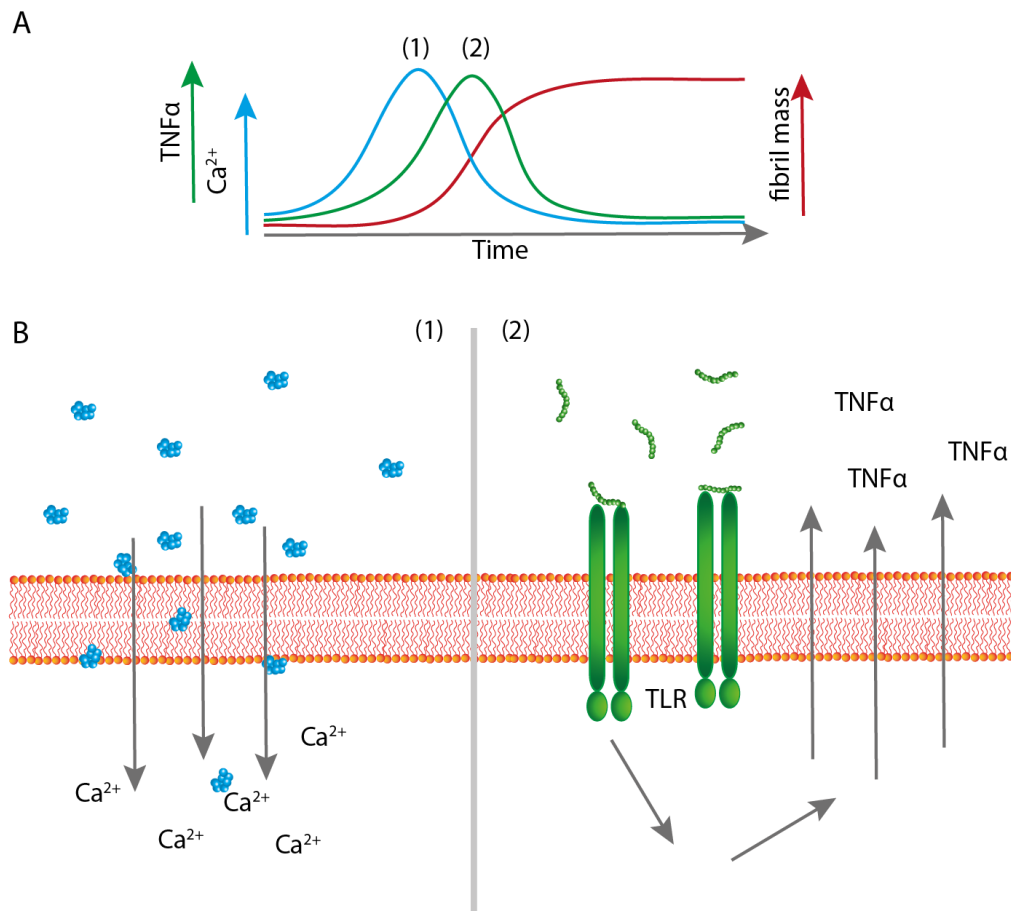 A
(1)
(2)
TNFα
Ca²⁺
fibril mass
Time
B
(1)
(2)
TNFα
TNFα
TNFα
TLR
Ca²⁺
Ca²⁺
Ca²⁺
Ca²⁺
Ca²⁺